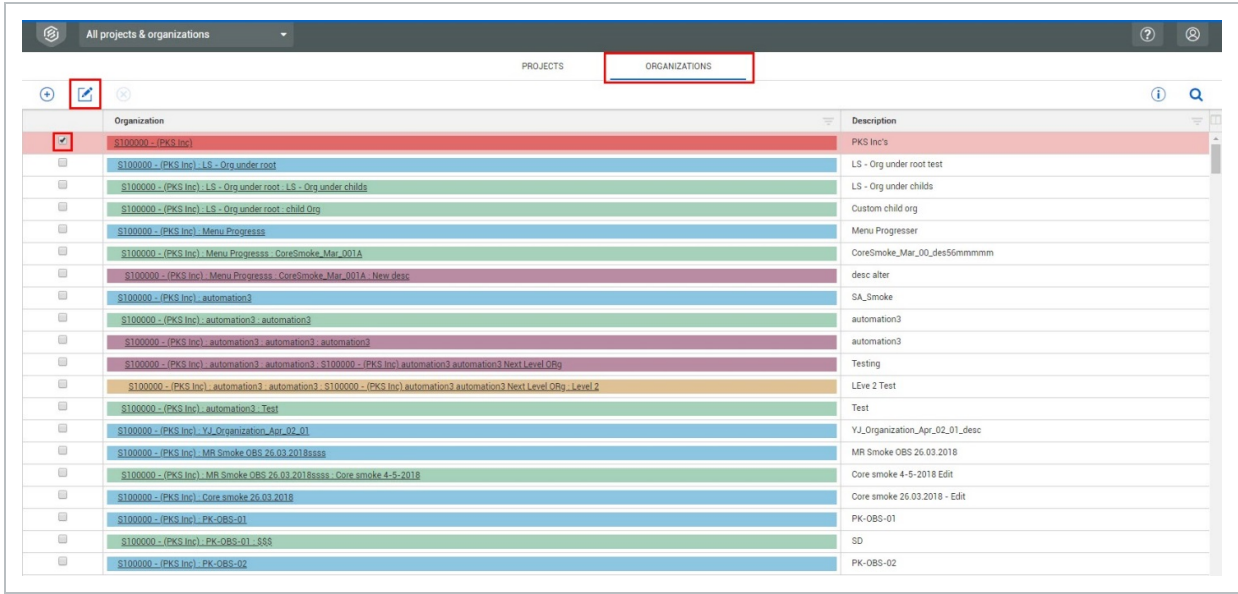 All projects & organizations
PROJECTS ORGANIZATIONS
Organization Description
S100000 - (PKS Inc) PKS Inc's
S100000 - (PKS Inc) : LS - Org under root LS - Org under root test
S100000 - (PKS Inc) : LS - Org under root : LS - Org under childs LS - Org under childs
S100000 - (PKS Inc) : LS - Org under root : child Org Custom child org
S100000 - (PKS Inc) : Menu Progresss Menu Progresser
S100000 - (PKS Inc) : Menu Progresss : CoreSmoke_Mar_001A CoreSmoke_Mar_00_des56mmmmm
S100000 - (PKS Inc) : Menu Progresss : CoreSmoke_Mar_001A : New desc desc alter
S100000 - (PKS Inc) : automation3 SA_Smoke
S100000 - (PKS Inc) : automation3 : automation3 automation3
S100000 - (PKS Inc) : automation3 : automation3 : automation3 automation3
S100000 - (PKS Inc) : automation3 : automation3 : S100000 - (PKS Inc) automation3 automation3 Next Level ORg Testing
S100000 - (PKS Inc) : automation3 : automation3 : S100000 - (PKS Inc) automation3 automation3 Next Level ORg : Level 2 LEve 2 Test
S100000 - (PKS Inc) : automation3 : Test Test
S100000 - (PKS Inc) : YJ_Organization_Apr_02_01 YJ_Organization_Apr_02_01_desc
S100000 - (PKS Inc) : MR Smoke OBS 26.03.2018ssss MR Smoke OBS 26.03.2018
S100000 - (PKS Inc) : MR Smoke OBS 26.03.2018ssss : Core smoke 4-5-2018 Core smoke 4-5-2018 Edit
S100000 - (PKS Inc) : Core smoke 26.03.2018 Core smoke 26.03.2018 - Edit
S100000 - (PKS Inc) : PK-OBS-01 PK-OBS-01
S100000 - (PKS Inc) : PK-OBS-01 : $$$ SD
S100000 - (PKS Inc) : PK-OBS-02 PK-OBS-02